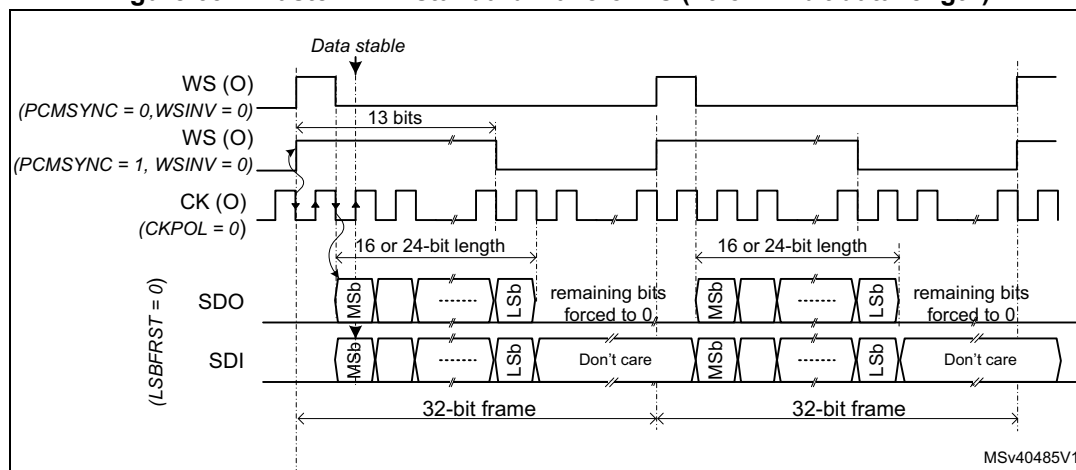 Data stable
WS (O)
(PCMSYNC = 0,WSINV = 0)
13 bits
WS (O)
(PCMSYNC = 1, WSINV = 0)
CK (O)
(CKPOL = 0)
16 or 24-bit length
16 or 24-bit length
(LSBFRST = 0)
SDO
MSb
LSb
remaining bits
forced to 0
MSb
LSb
remaining bits
forced to 0
SDI
MSb
LSb
Don't care
MSb
LSb
Don't care
32-bit frame
32-bit frame
MSv40485V1